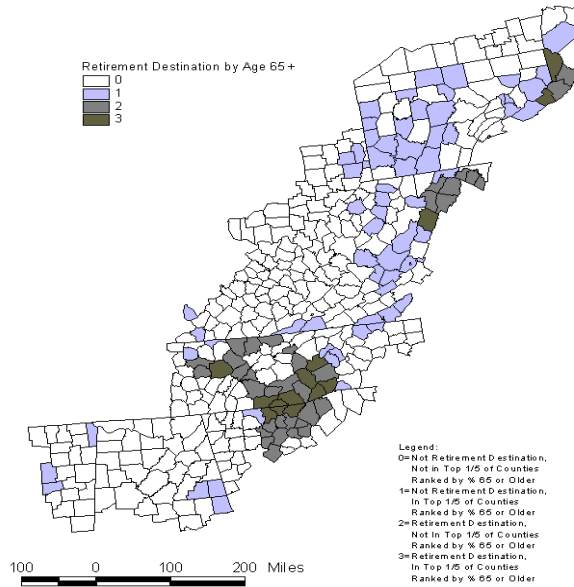 Retirement Destination by Age 65+
0
1
2
3
Legend:
0=Not Retirement Destination,
Not in Top 1/5 of Counties
Ranked by % 65 or Older
1=Not Retirement Destination,
In Top 1/5 of Counties
Ranked by % 65 or Older
2=Retirement Destination,
Not In Top 1/5 of Counties
Ranked by % 65 or Older
3=Retirement Destination,
In Top 1/5 of Counties
Ranked by % 65 or Older
100 0 100 200 Miles